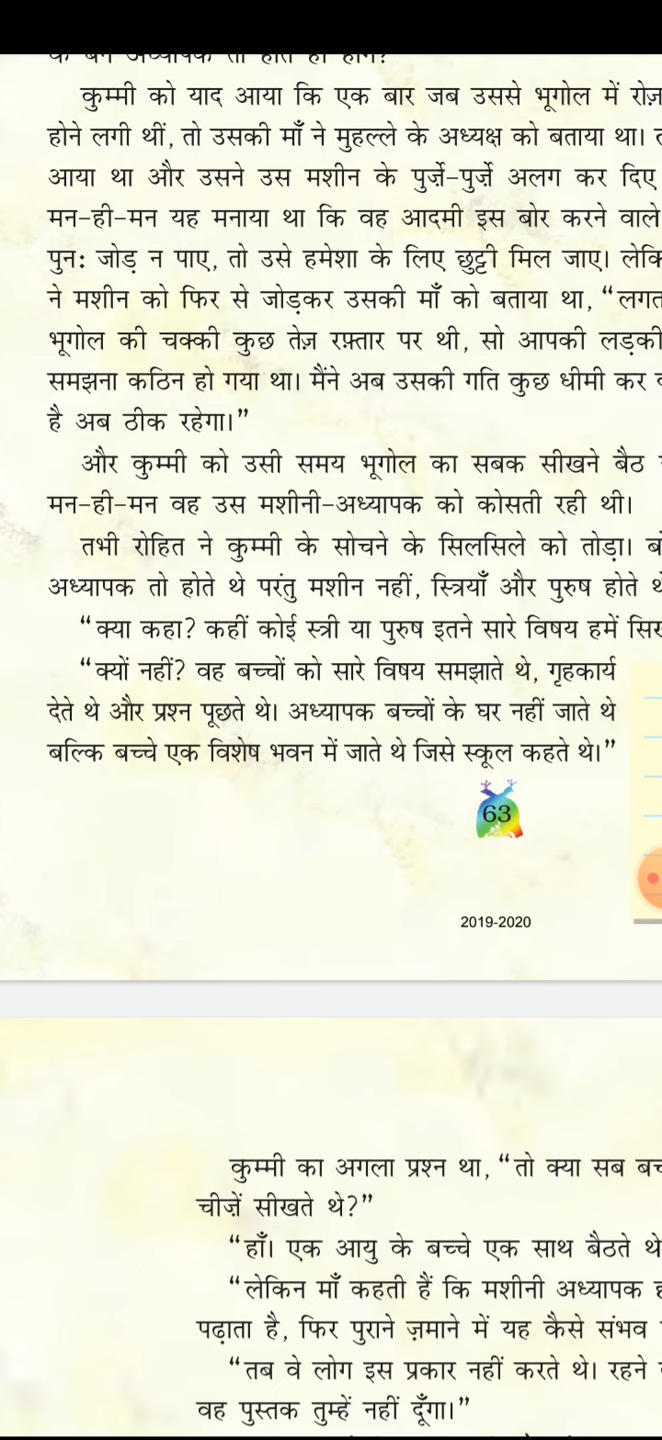 कुम्मी को याद आया कि एक बार जब उससे भूगोल में रोज़
होने लगी थीं, तो उसकी माँ ने मुहल्ले के अध्यक्ष को बताया था।
आया था और उसने उस मशीन के पुर्ज़े-पुर्ज़े अलग कर दिए
मन-ही-मन यह मनाया था कि वह आदमी इस बोर करने वाले
पुनः जोड़ न पाए, तो उसे हमेशा के लिए छुट्टी मिल जाए।
ने मशीन को फिर से जोड़कर उसकी माँ को बताया था, “लगत
भूगोल की चक्की कुछ तेज़ रफ़्तार पर थी, सो आपकी लड़की
समझना कठिन हो गया था। मैंने अब उसकी गति कुछ धीमी कर
है अब ठीक रहेगा।”
और कुम्मी को उसी समय भूगोल का सबक सीखने बैठ
मन-ही-मन वह उस मशीनी-अध्यापक को कोसती रही थी।
तभी रोहित ने कुम्मी के सोचने के सिलसिले को तोड़ा।
अध्यापक तो होते थे परंतु मशीन नहीं, स्त्रियाँ और पुरुष होते
“क्या कहा? कहीं कोई स्त्री या पुरुष इतने सारे विषय हमें
“क्यों नहीं? वह बच्चों को सारे विषय समझाते थे, गृहकार्य
देते थे और प्रश्न पूछते थे। अध्यापक बच्चों के घर नहीं जाते थे
बल्कि बच्चे एक विशेष भवन में जाते थे जिसे स्कूल कहते थे।”
63
2019-2020
कुम्मी का अगला प्रश्न था, “तो क्या सब
चीज़ें सीखते थे?”
“हाँ। एक आयु के बच्चे एक साथ बैठते थे
“लेकिन माँ कहती हैं कि मशीनी अध्यापक
पढ़ाता है, फिर पुराने ज़माने में यह कैसे संभव
“तब वे लोग इस प्रकार नहीं करते थे। रहने
वह पुस्तक तुम्हें नहीं दूँगा।”